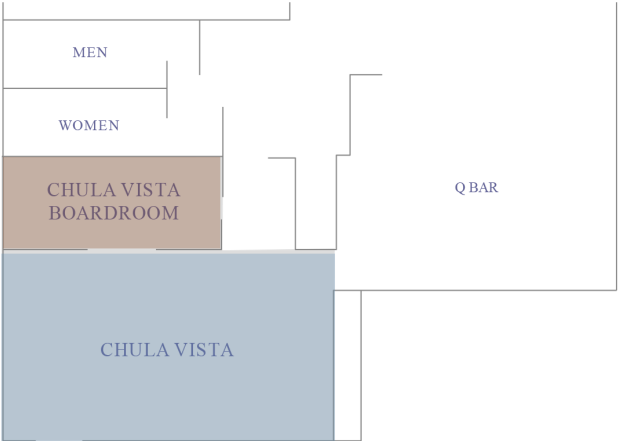 MEN
WOMEN
CHULA VISTA
BOARDROOM
Q BAR
CHULA VISTA